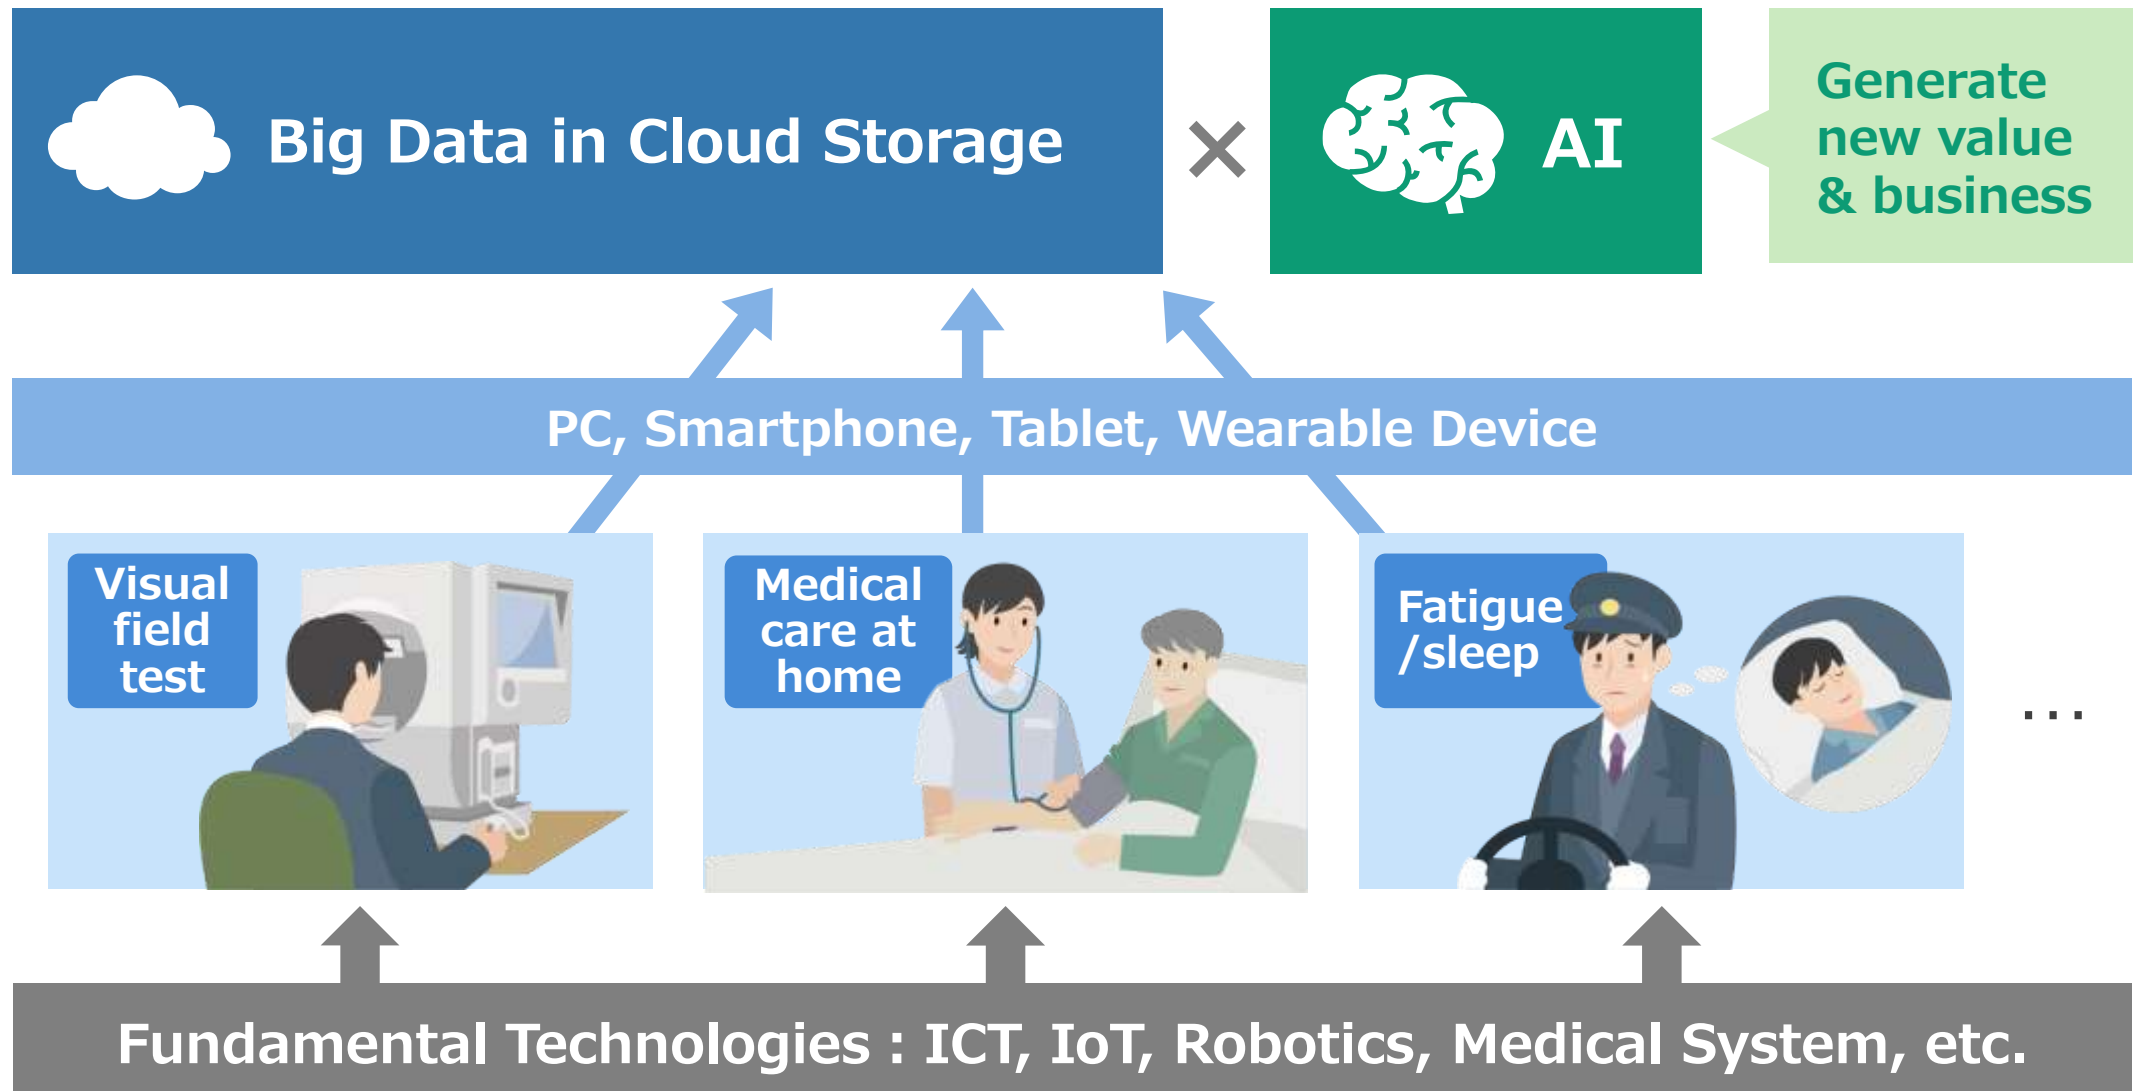 Big Data in Cloud Storage
×
AI
Generate
new value
& business
PC, Smartphone, Tablet, Wearable Device
Visual
field
test
Medical
care at
home
Fatigue
/sleep
...
Fundamental Technologies : ICT, IoT, Robotics, Medical System, etc.